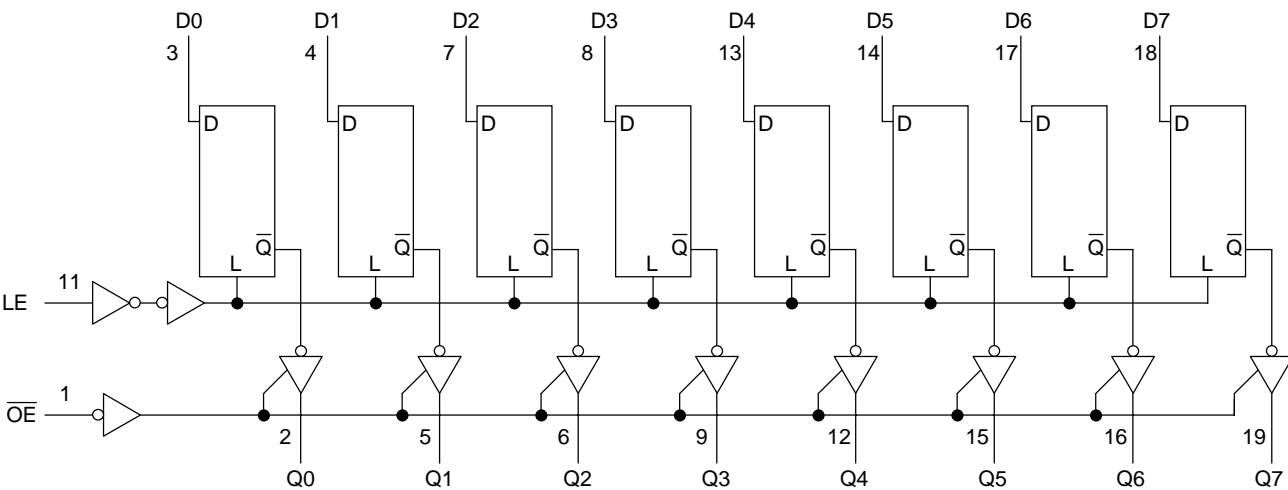 D0 D1 D2 D3 D4 D5 D6 D7
3 4 7 8 13 14 17 18
D D D D D D D D
Q̅ Q̅ Q̅ Q̅ Q̅ Q̅ Q̅ Q̅
L L L L L L L L
11
LE
1
O̅E̅
2 5 6 9 12 15 16 19
Q0 Q1 Q2 Q3 Q4 Q5 Q6 Q7